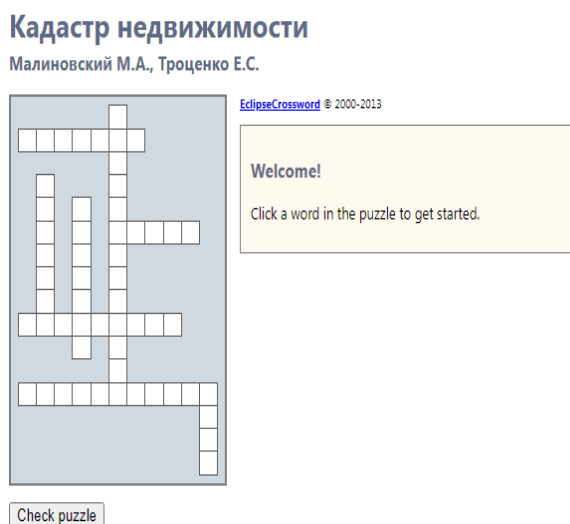 Кадастр недвижимости
Малиновский М.А., Троценко Е.С.
EclipseCrossword © 2000-2013
Welcome!
Click a word in the puzzle to get started.
Check puzzle